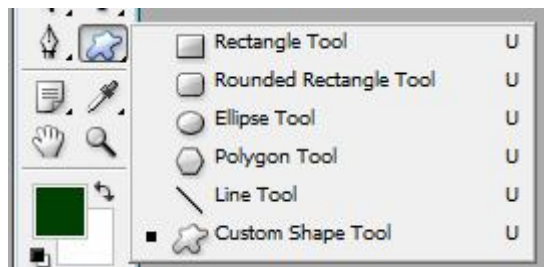 Rectangle Tool U
Rounded Rectangle Tool U
Ellipse Tool U
Polygon Tool U
Line Tool U
Custom Shape Tool U